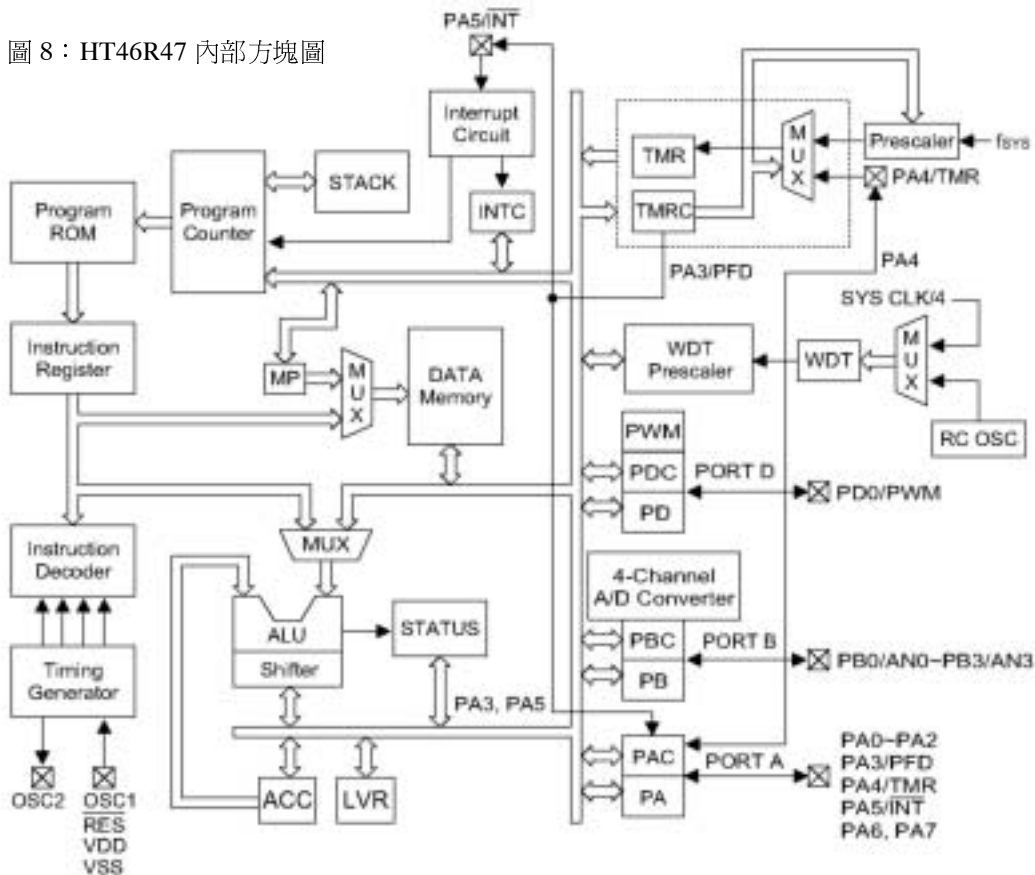 圖 8：HT46R47 內部方塊圖
PA5/INT
Interrupt
Circuit
STACK
Program
ROM
Program
Counter
INTC
TMR
TMRC
M
U
X
Prescaler
fSYS
PA4/TMR
PA3/PFD
PA4
SYS CLK/4
Instruction
Register
MP
M
U
X
DATA
Memory
WDT
Prescaler
WDT
M
U
X
RC OSC
PWM
PDC
PD
PORT D
PD0/PWM
Instruction
Decoder
MUX
ALU
Shifter
STATUS
4-Channel
A/D Converter
PBC
PB
PORT B
PB0/AN0~PB3/AN3
Timing
Generator
PA3, PA5
PAC
PA
PORT A
PA0~PA2
PA3/PFD
PA4/TMR
PA5/INT
PA6, PA7
OSC2
OSC1
RES
VDD
VSS
ACC
LVR